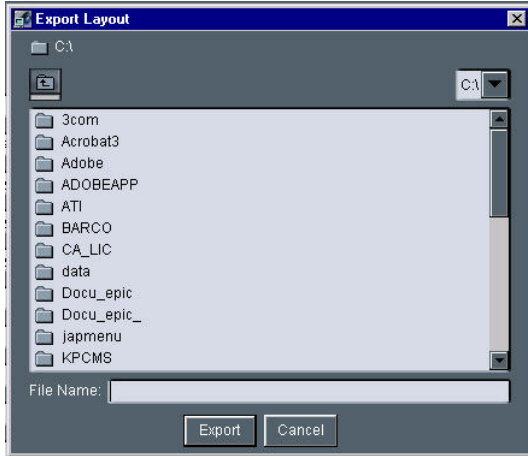 Export Layout
C:\
C:\
3com
Acrobat3
Adobe
ADOBEAPP
ATI
BARCO
CA_LIC
data
Docu_epic
Docu_epic_
japmenu
KPCMS
File Name:
Export Cancel